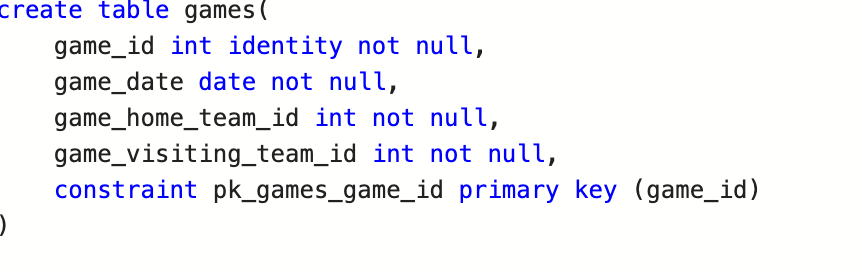 create table games(
    game_id int identity not null,
    game_date date not null,
    game_home_team_id int not null,
    game_visiting_team_id int not null,
    constraint pk_games_game_id primary key (game_id)
)